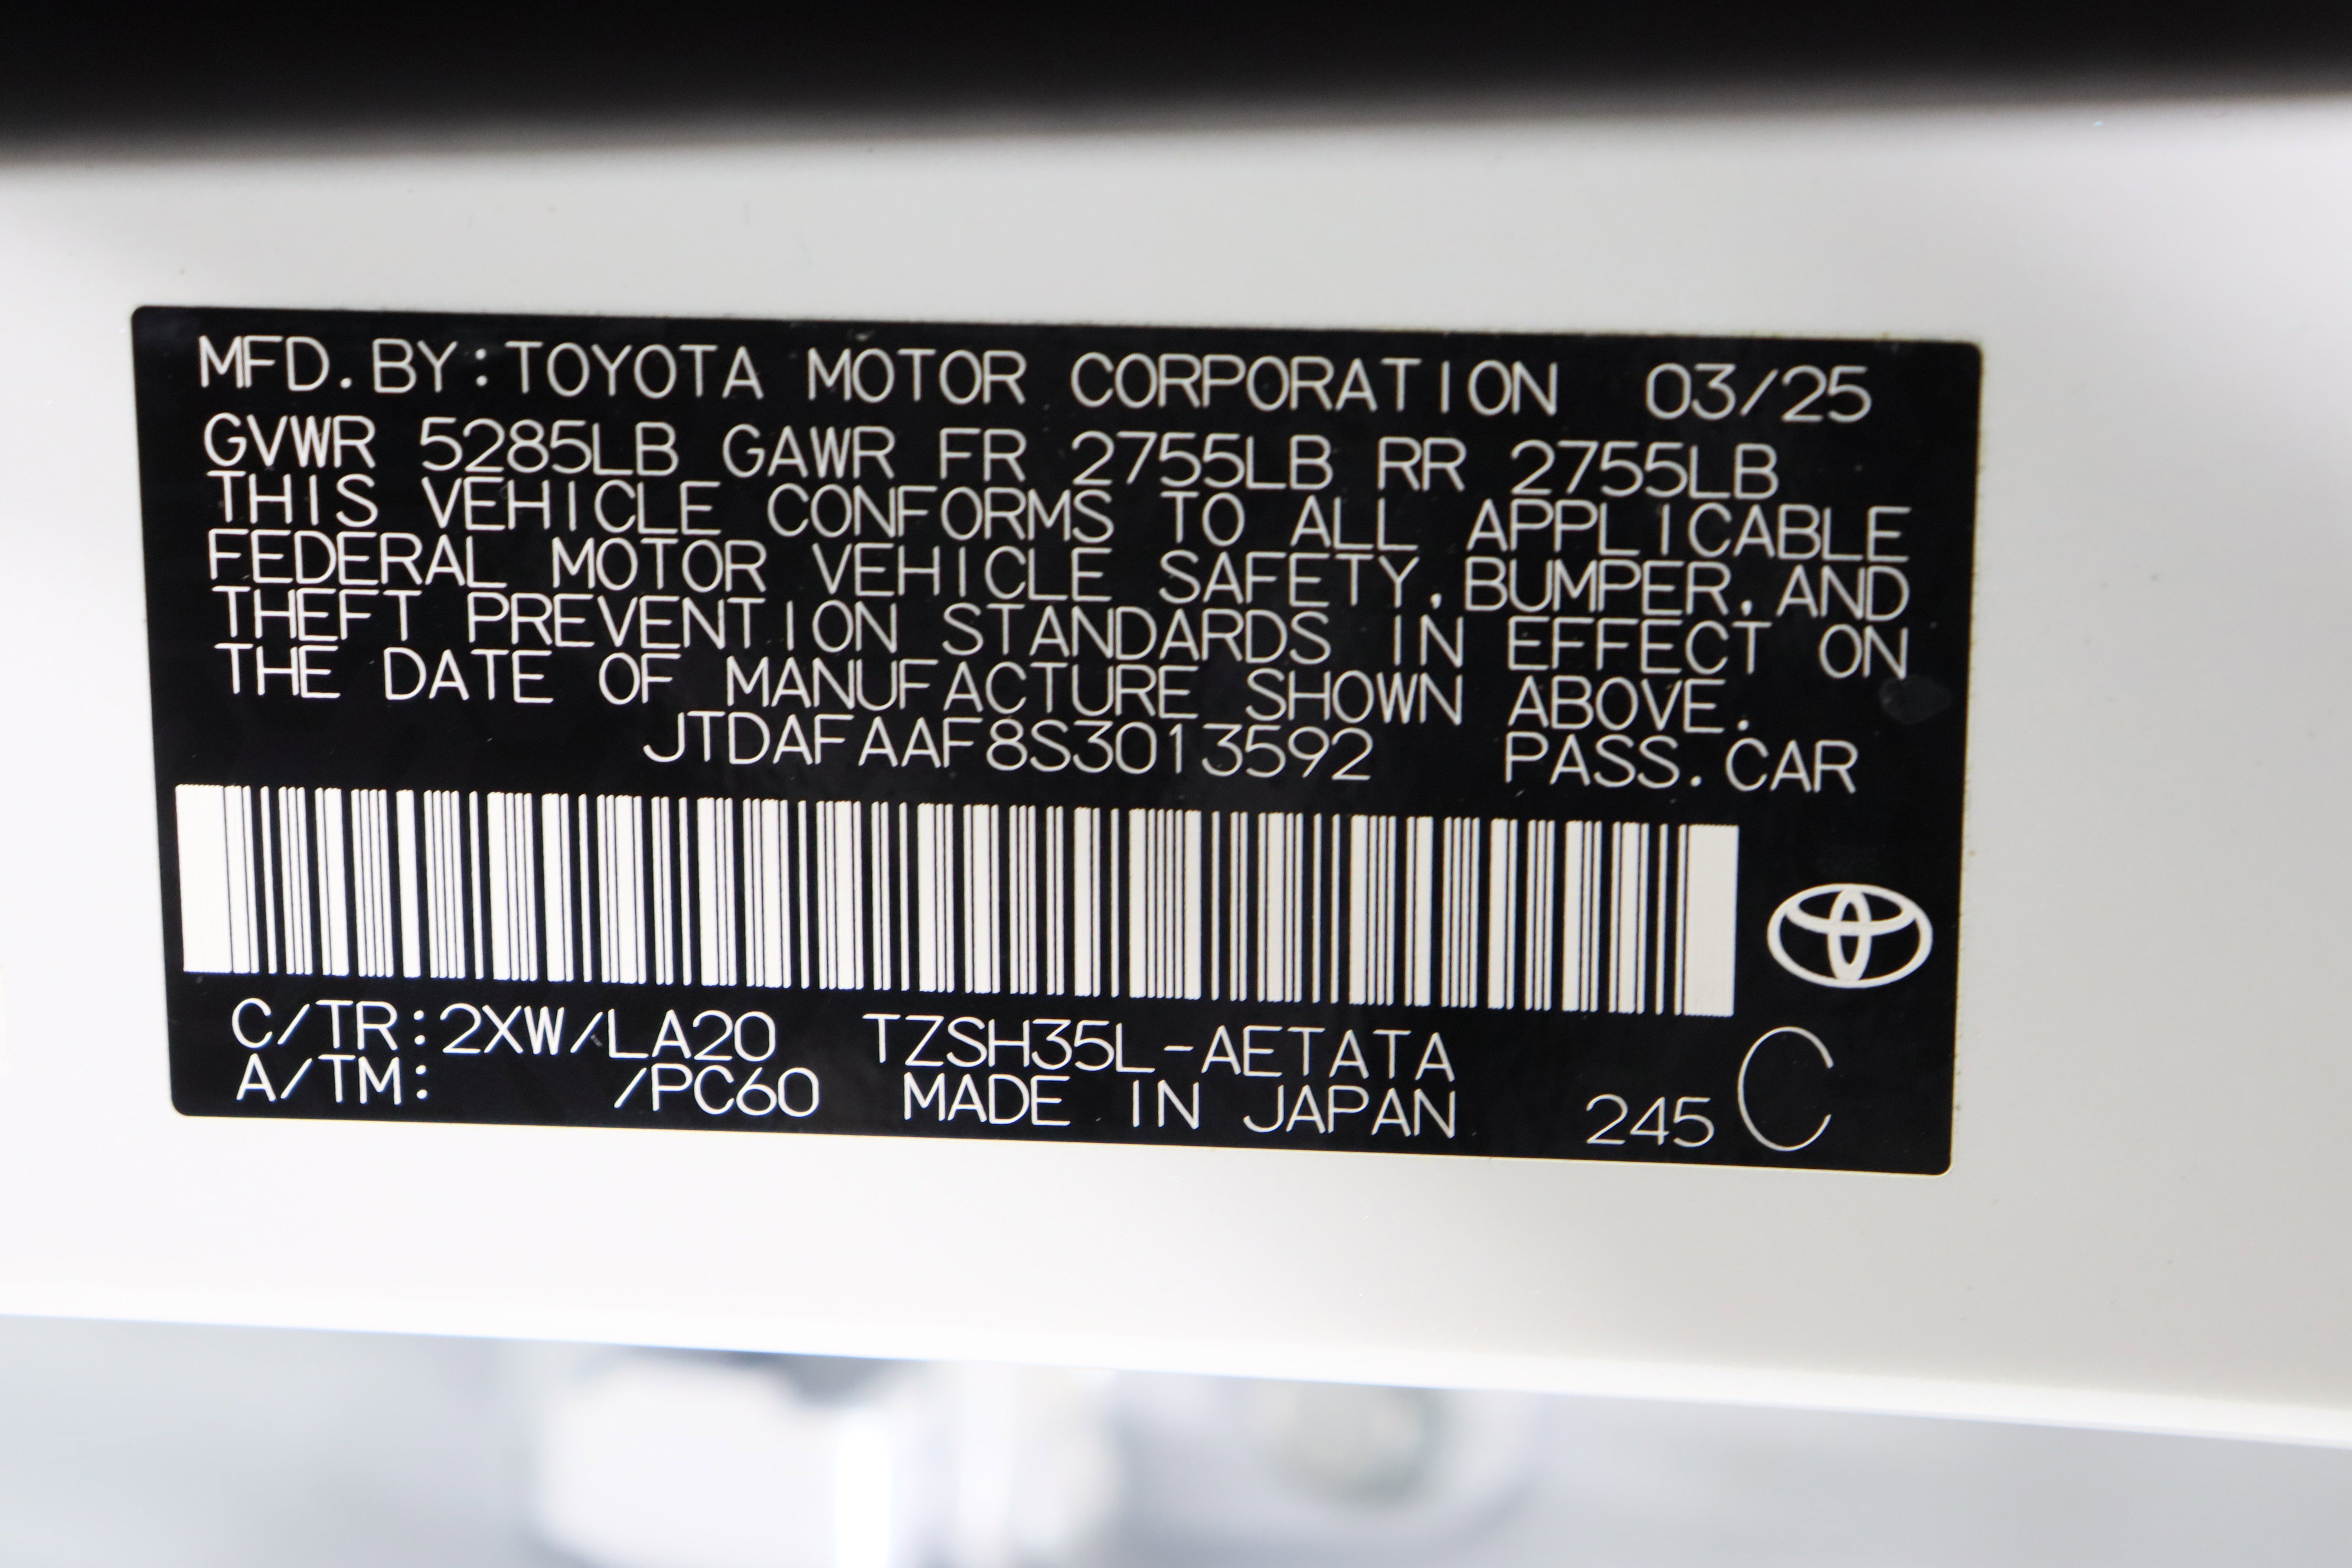 MFD. BY: TOYOTA MOTOR CORPORATION 03/25
GVWR 5285LB GAWR FR 2755LB RR 2755LB
THIS VEHICLE CONFORMS TO ALL APPLICABLE
FEDERAL MOTOR VEHICLE SAFETY, BUMPER, AND
THEFT PREVENTION STANDARDS IN EFFECT ON
THE DATE OF MANUFACTURE SHOWN ABOVE.
JTDAFAAF8S3013592 PASS. CAR
C/TR: 2XW/LA20 TZSH35L-AETATA
A/TM: /PC60 MADE IN JAPAN 245 C